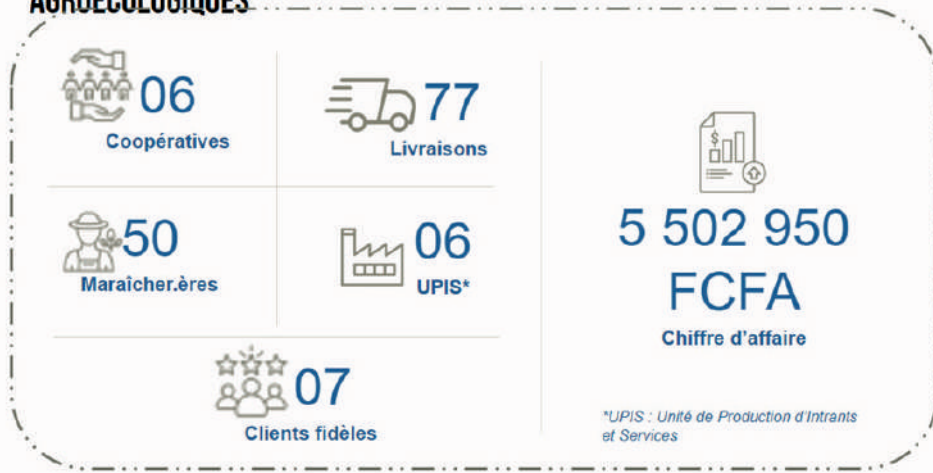 AGROÉCOLOGIQUES
06
Coopératives
77
Livraisons
50
Maraîcher.ères
06
UPIS*
07
Clients fidèles
$
5 502 950
FCFA
Chiffre d'affaire
*UPIS : Unité de Production d'Intrants
et Services